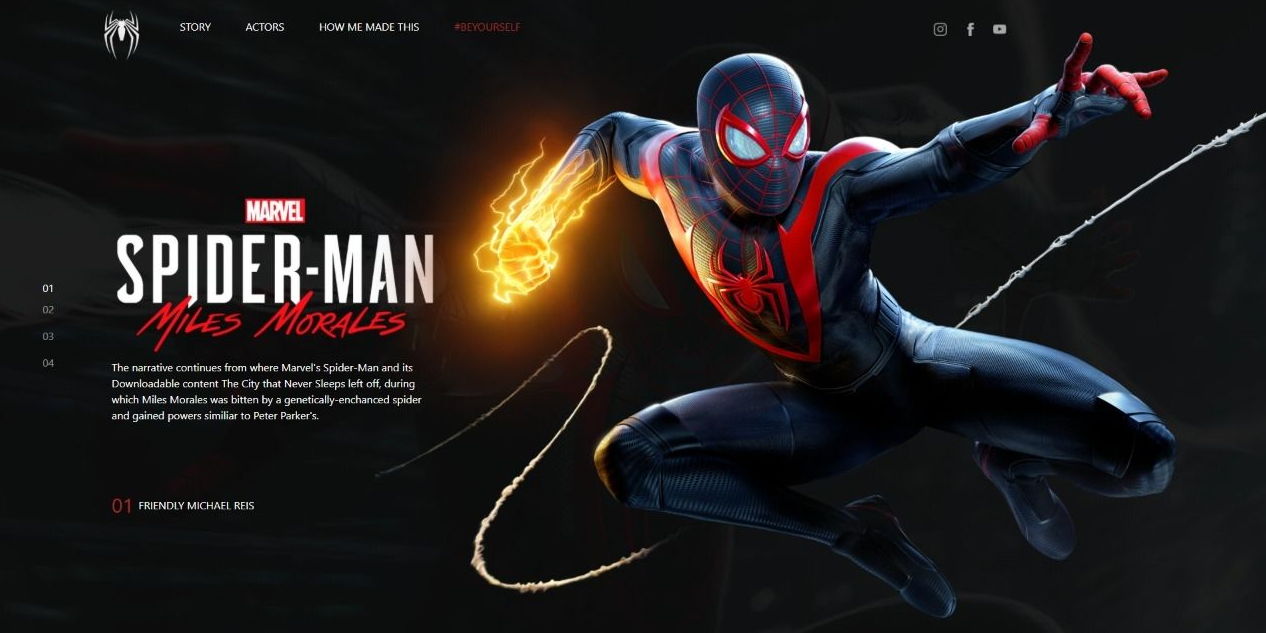 STORY ACTORS HOW ME MADE THIS #BEYOURSELF
MARVEL
SPIDER-MAN
MILES MORALES
01
02
03
04
The narrative continues from where Marvel's Spider-Man and its
Downloadable content The City that Never Sleeps left off, during
which Miles Morales was bitten by a genetically-enchanced spider
and gained powers similiar to Peter Parker's.
01 FRIENDLY MICHAEL REIS